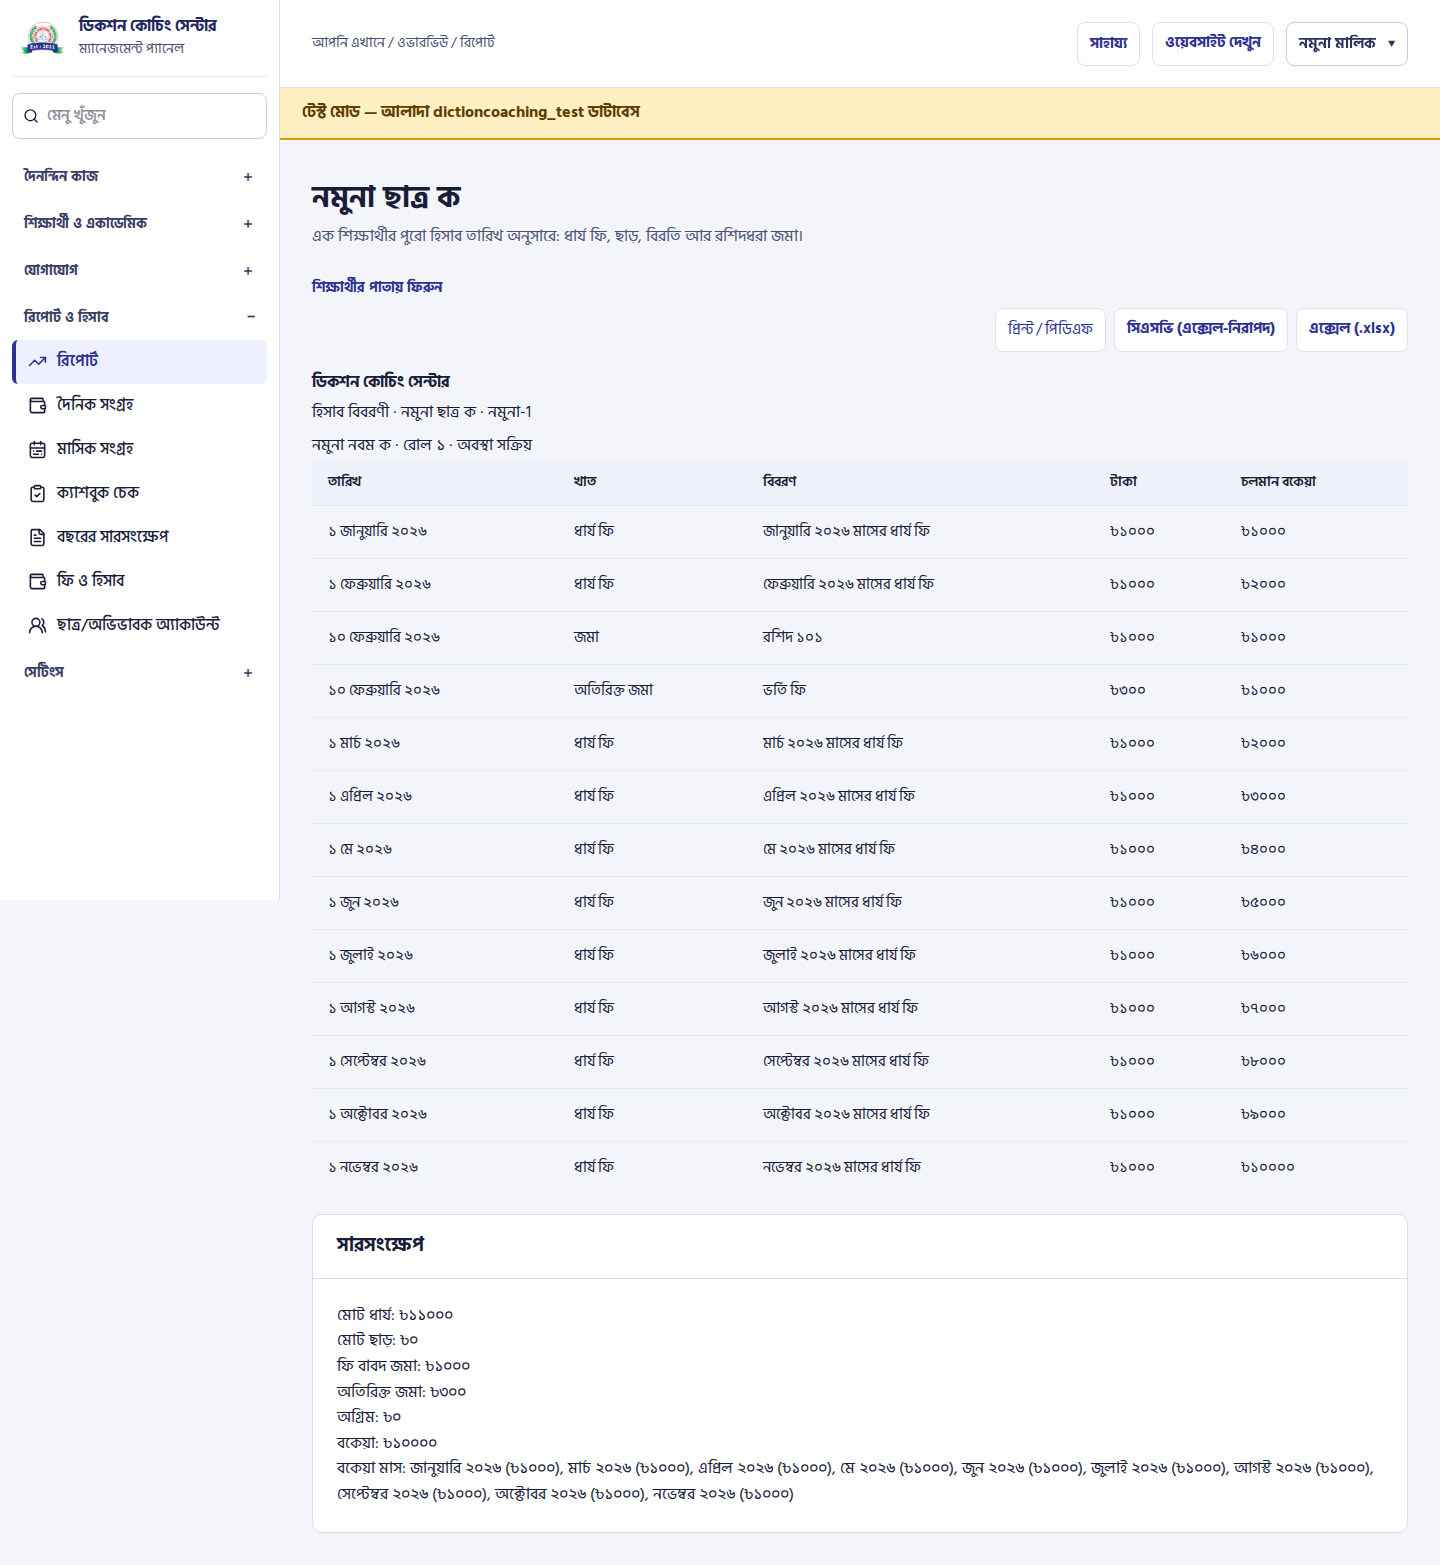 ডিকশন কোচিং সেন্টার
ম্যানেজমেন্ট প্যানেল
Est : 2011
মেনু খুঁজুন
দৈনন্দিন কাজ +
শিক্ষার্থী ও একাডেমিক +
যোগাযোগ +
রিপোর্ট ও হিসাব −
রিপোর্ট
দৈনিক সংগ্রহ
মাসিক সংগ্রহ
ক্যাশবুক চেক
বছরের সারসংক্ষেপ
ফি ও হিসাব
ছাত্র/অভিভাবক অ্যাকাউন্ট
সেটিংস +
আপনি এখানে / ওভারভিউ / রিপোর্ট
সাহায্য ওয়েবসাইট দেখুন নমুনা মালিক ▾
টেস্ট মোড — আলাদা dictioncoaching_test ডাটাবেস
নমুনা ছাত্র ক
এক শিক্ষার্থীর পুরো হিসাব তারিখ অনুসারে: ধার্য ফি, ছাড়, বিরতি আর রশিদধরা জমা।
শিক্ষার্থীর পাতায় ফিরুন
প্রিন্ট / পিডিএফ সিএসভি (এক্সেল-নিরাপদ) এক্সেল (.xlsx)
ডিকশন কোচিং সেন্টার
হিসাব বিবরণী · নমুনা ছাত্র ক · নমুনা-1
নমুনা নবম ক · রোল ১ · অবস্থা সক্রিয়
তারিখ খাত বিবরণ টাকা চলমান বকেয়া
১ জানুয়ারি ২০২৬ ধার্য ফি জানুয়ারি ২০২৬ মাসের ধার্য ফি ৳১০০০ ৳১০০০
১ ফেব্রুয়ারি ২০২৬ ধার্য ফি ফেব্রুয়ারি ২০২৬ মাসের ধার্য ফি ৳১০০০ ৳২০০০
১০ ফেব্রুয়ারি ২০২৬ জমা রশিদ ১০১ ৳১০০০ ৳১০০০
১০ ফেব্রুয়ারি ২০২৬ অতিরিক্ত জমা ভর্তি ফি ৳৩০০ ৳১০০০
১ মার্চ ২০২৬ ধার্য ফি মার্চ ২০২৬ মাসের ধার্য ফি ৳১০০০ ৳২০০০
১ এপ্রিল ২০২৬ ধার্য ফি এপ্রিল ২০২৬ মাসের ধার্য ফি ৳১০০০ ৳৩০০০
১ মে ২০২৬ ধার্য ফি মে ২০২৬ মাসের ধার্য ফি ৳১০০০ ৳৪০০০
১ জুন ২০২৬ ধার্য ফি জুন ২০২৬ মাসের ধার্য ফি ৳১০০০ ৳৫০০০
১ জুলাই ২০২৬ ধার্য ফি জুলাই ২০২৬ মাসের ধার্য ফি ৳১০০০ ৳৬০০০
১ আগস্ট ২০২৬ ধার্য ফি আগস্ট ২০২৬ মাসের ধার্য ফি ৳১০০০ ৳৭০০০
১ সেপ্টেম্বর ২০২৬ ধার্য ফি সেপ্টেম্বর ২০২৬ মাসের ধার্য ফি ৳১০০০ ৳৮০০০
১ অক্টোবর ২০২৬ ধার্য ফি অক্টোবর ২০২৬ মাসের ধার্য ফি ৳১০০০ ৳৯০০০
১ নভেম্বর ২০২৬ ধার্য ফি নভেম্বর ২০২৬ মাসের ধার্য ফি ৳১০০০ ৳১০০০০
সারসংক্ষেপ
মোট ধার্য: ৳১১০০০
মোট ছাড়: ৳০
ফি বাবদ জমা: ৳১০০০
অতিরিক্ত জমা: ৳৩০০
অগ্রিম: ৳০
বকেয়া: ৳১০০০০
বকেয়া মাস: জানুয়ারি ২০২৬ (৳১০০০), মার্চ ২০২৬ (৳১০০০), এপ্রিল ২০২৬ (৳১০০০), মে ২০২৬ (৳১০০০), জুন ২০২৬ (৳১০০০), জুলাই ২০২৬ (৳১০০০), আগস্ট ২০২৬ (৳১০০০),
সেপ্টেম্বর ২০২৬ (৳১০০০), অক্টোবর ২০২৬ (৳১০০০), নভেম্বর ২০২৬ (৳১০০০)